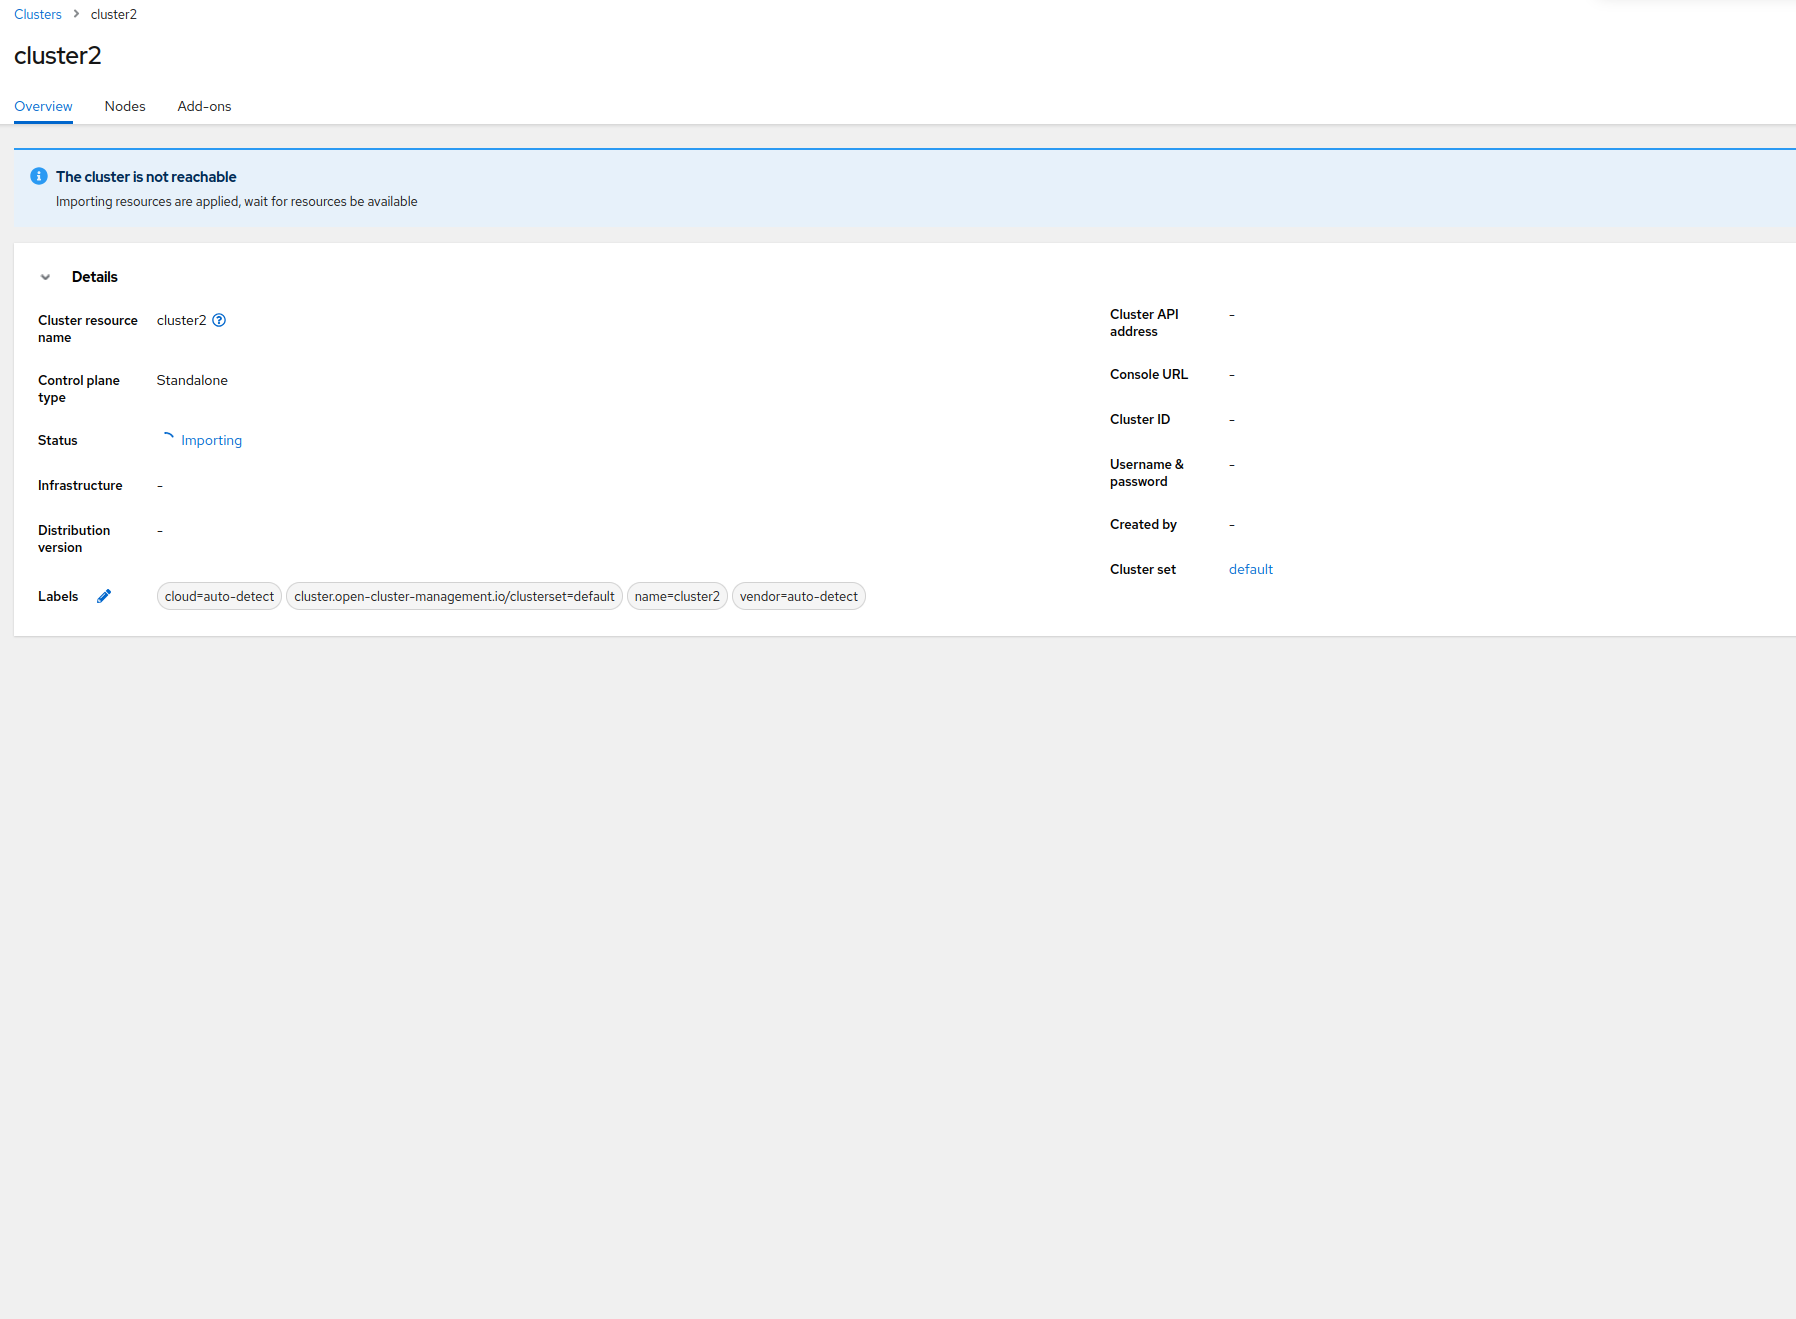 Clusters > cluster2
cluster2
Overview Nodes Add-ons
The cluster is not reachable
Importing resources are applied, wait for resources be available
Details
Cluster resource name cluster2
Control plane type Standalone
Status Importing
Infrastructure -
Distribution version -
Labels cloud=auto-detect cluster.open-cluster-management.io/clusterset=default name=cluster2 vendor=auto-detect
Cluster API address -
Console URL -
Cluster ID -
Username & password -
Created by -
Cluster set default